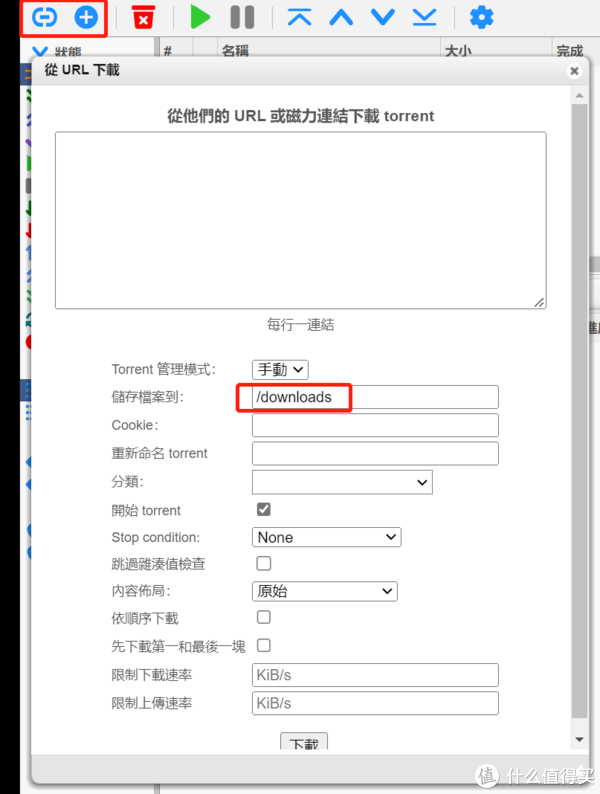 狀態
# 名稱 大小 完成
從 URL 下載
從他們的 URL 或磁力連結下載 torrent
每行一連結
Torrent 管理模式: 手動
儲存檔案到: /downloads
Cookie:
重新命名 torrent
分類:
開始 torrent
Stop condition: None
跳過雜湊值檢查
內容佈局: 原始
依順序下載
先下載第一和最後一塊
限制下載速率 KiB/s
限制上傳速率 KiB/s
下載
值 什么值得买